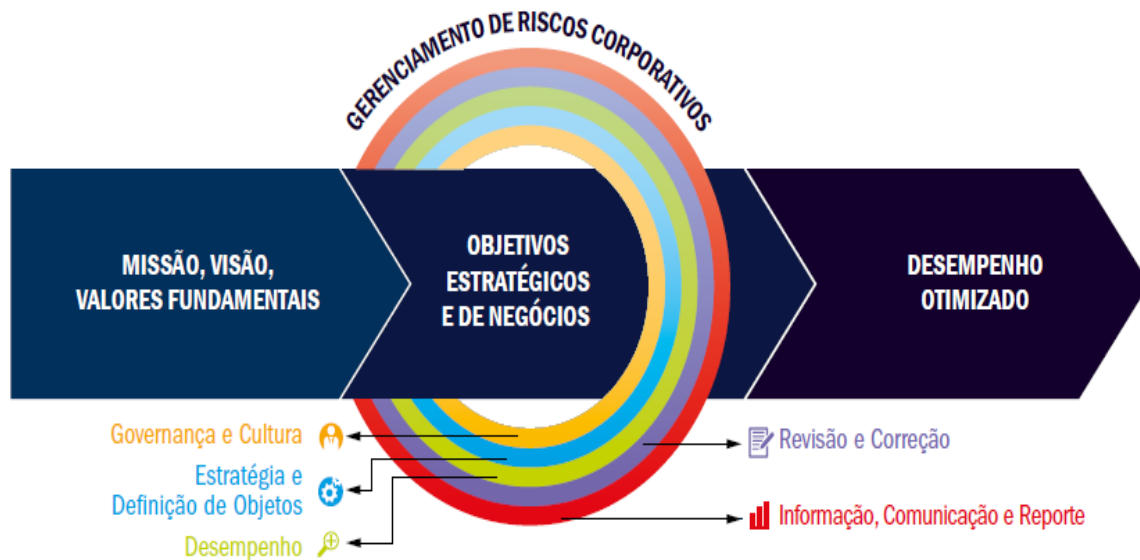 GERENCIAMENTO DE RISCOS CORPORATIVOS
MISSÃO, VISÃO,
VALORES FUNDAMENTAIS
OBJETIVOS
ESTRATÉGICOS
E DE NEGÓCIOS
DESEMPENHO
OTIMIZADO
Governança e Cultura
Estratégia e
Definição de Objetos
Desempenho
Revisão e Correção
Informação, Comunicação e Reporte